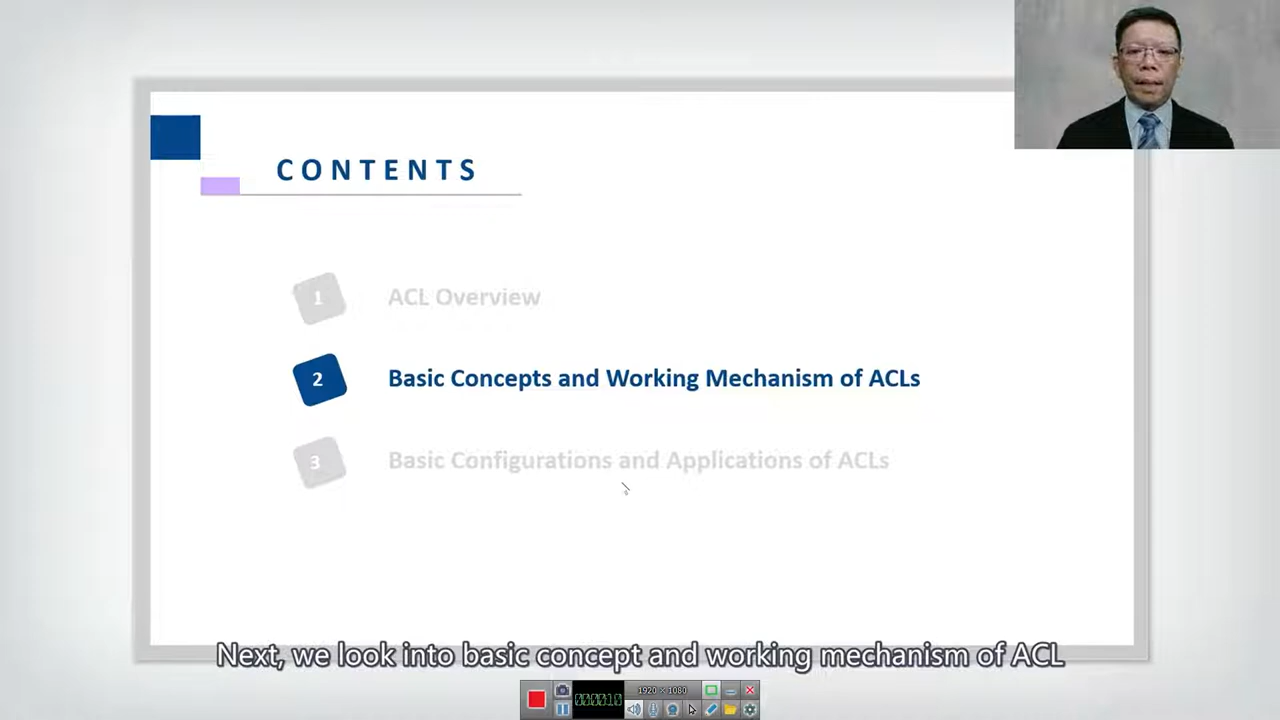 CONTENTS
1
ACL Overview
2
Basic Concepts and Working Mechanism of ACLs
3
Basic Configurations and Applications of ACLs
Next, we look into basic concept and working mechanism of ACL
1920 × 1080